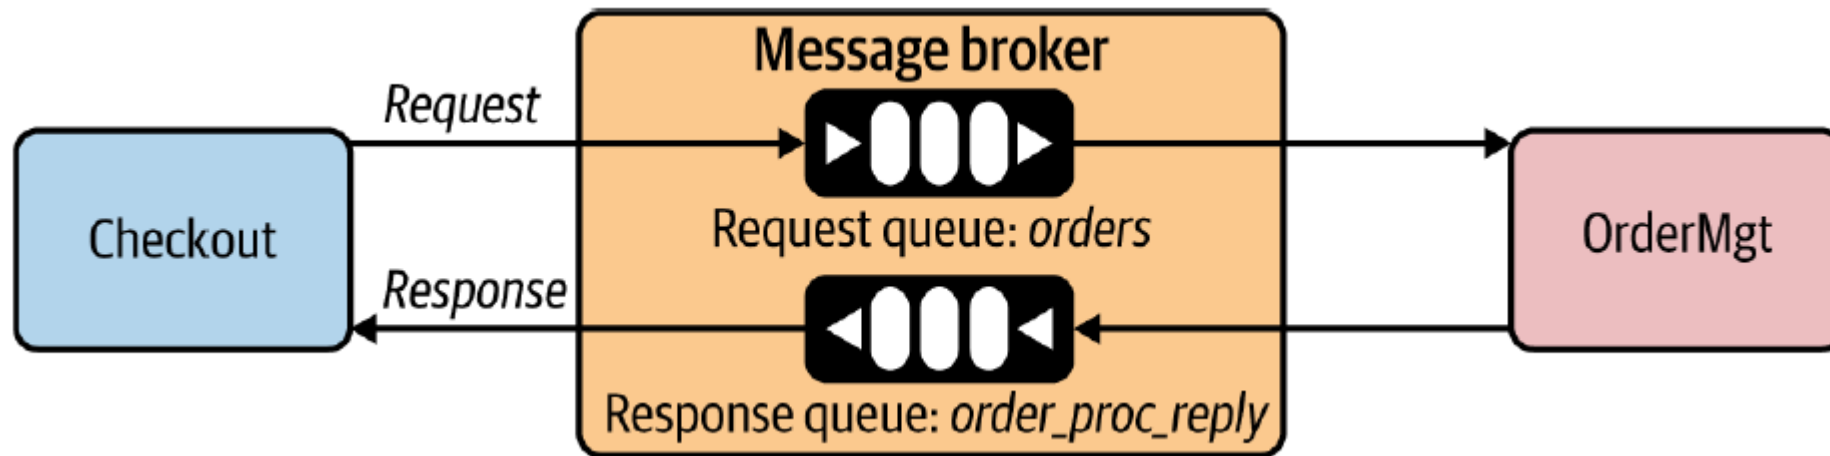 Message broker
Request
Checkout
Request queue: orders
OrderMgt
Response
Response queue: order_proc_reply